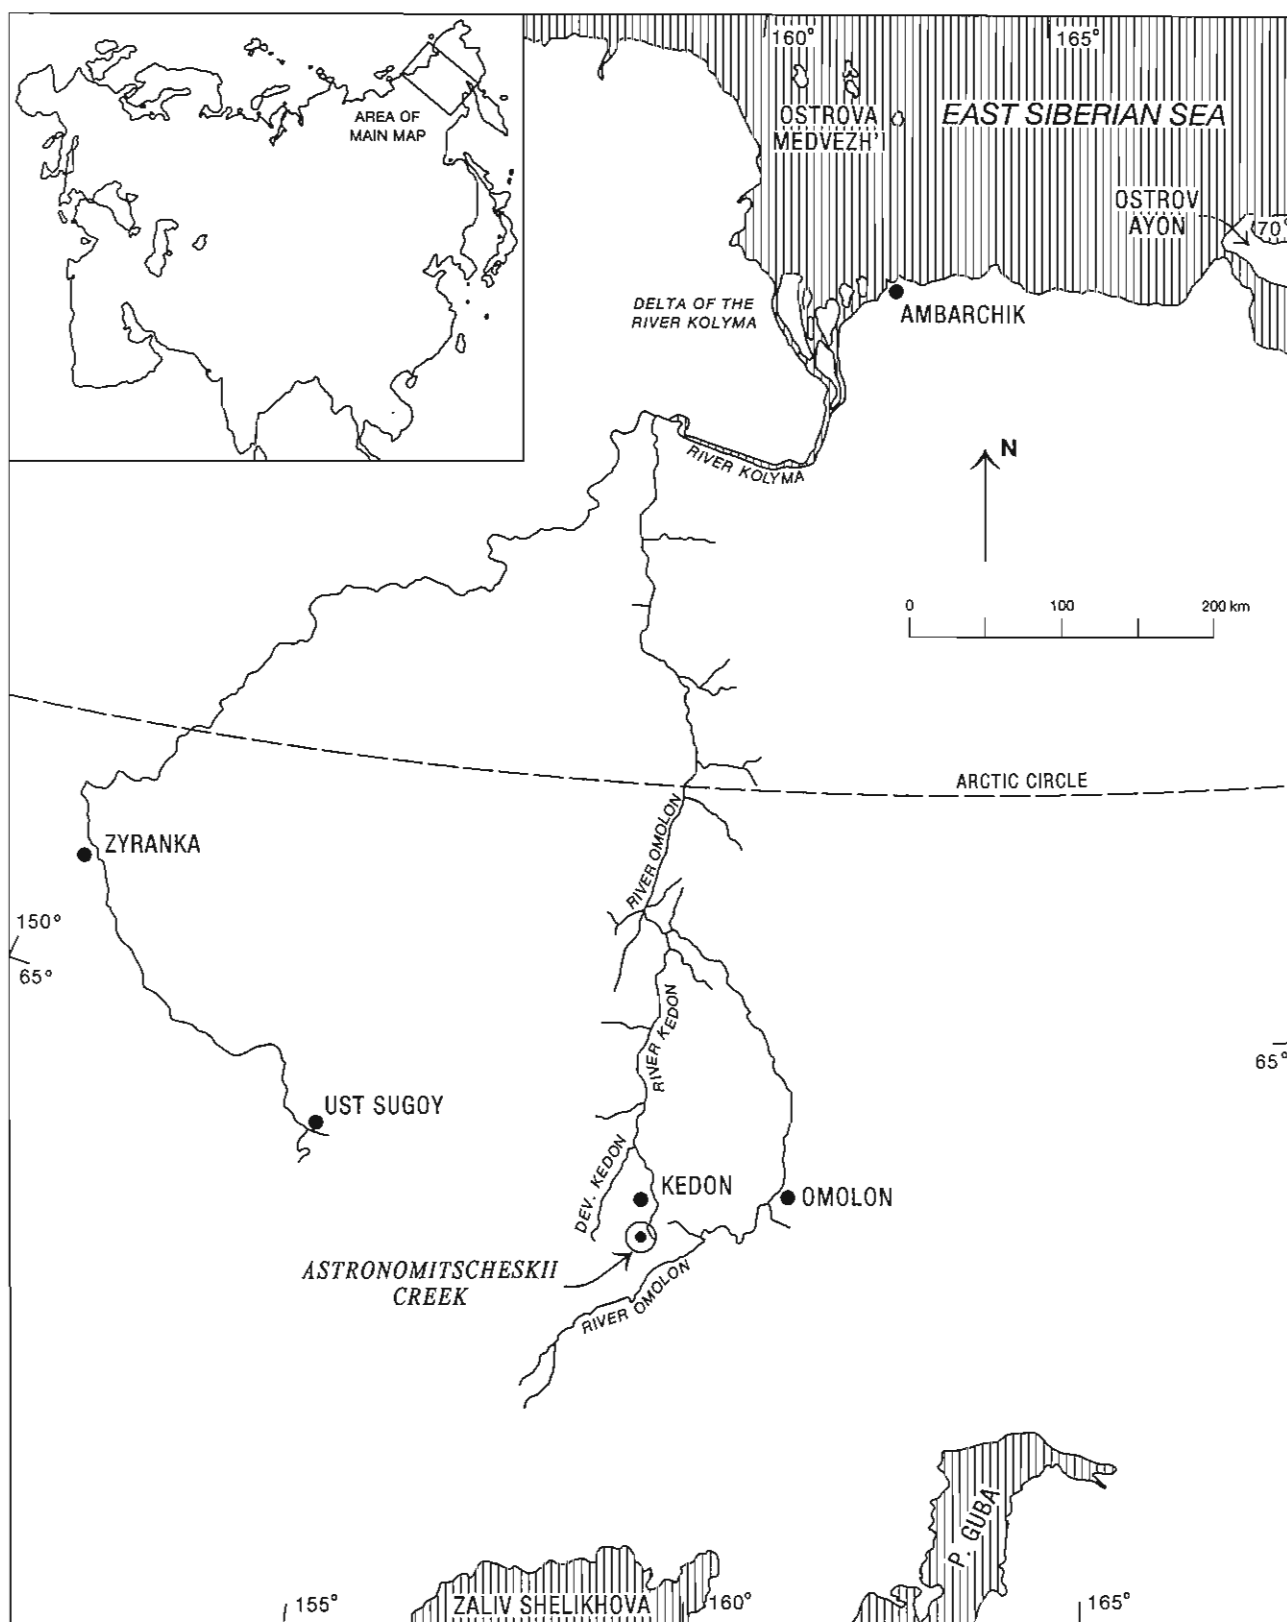 160°
165°
AREA OF
MAIN MAP
OSTROVA
MEDVEZH'I
EAST SIBERIAN SEA
OSTROV
AYON
70°
DELTA OF THE
RIVER KOLYMA
AMBARCHIK
RIVER KOLYMA
N
0 100 200 km
ARCTIC CIRCLE
ZYRANKA
RIVER OMOLON
150°
65°
RIVER KEDON
65°
UST SUGOY
DEV. KEDON
KEDON
OMOLON
ASTRONOMITSCHESKII
CREEK
RIVER OMOLON
P. GUBA
155°
ZALIV SHELIKHOVA
160°
165°